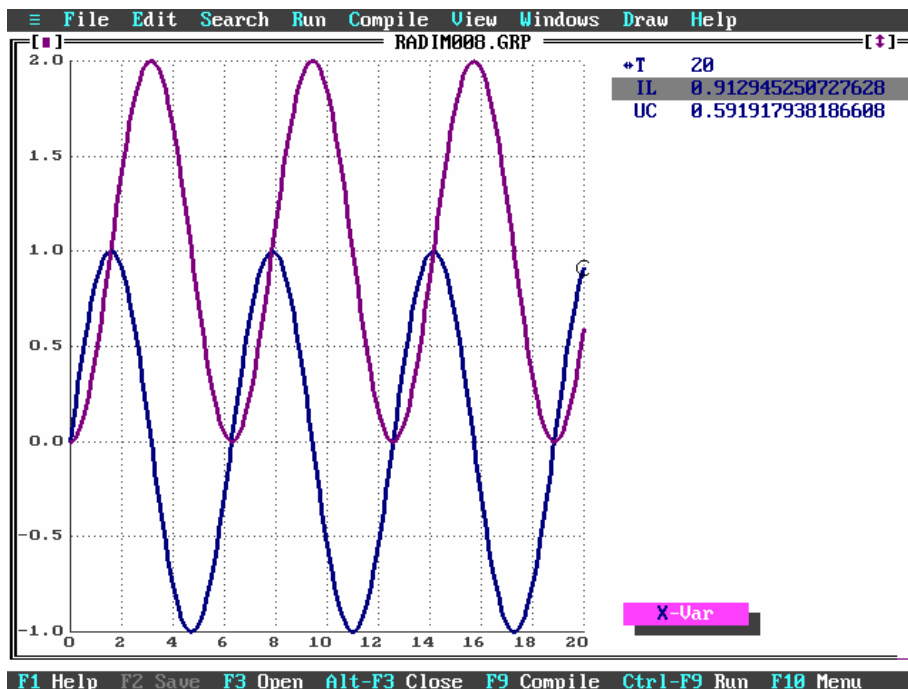 ≡ File Edit Search Run Compile View Windows Draw Help
[■] RADIM008.GRP [↕]
↔T 20
IL 0.912945250727628
UC 0.591917938186608
2.0
1.5
1.0
0.5
0.0
-0.5
-1.0
0 2 4 6 8 10 12 14 16 18 20
X-Var
F1 Help F2 Save F3 Open Alt-F3 Close F9 Compile Ctrl-F9 Run F10 Menu